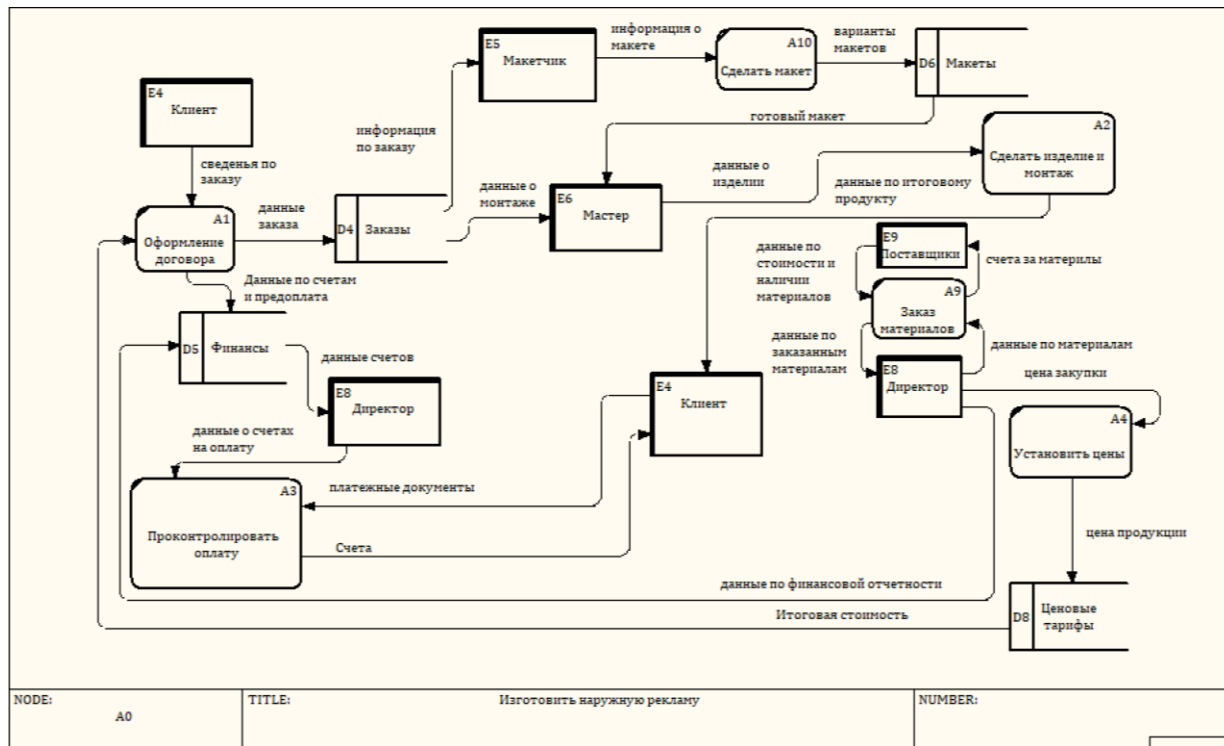 E5
Макетчик
информация о
макете
A10
Сделать макет
варианты
макетов
D6
Макеты
E4
Клиент
готовый макет
A2
Сделать изделие и
монтаж
информация
по заказу
сведенья по
заказу
данные о
изделии
данные по итоговому
продукту
данные о
монтаже
E6
Мастер
A1
Оформление
договора
данные
заказа
D4
Заказы
E9
Поставщики
данные по
стоимости и
наличии
материалов
счета за материлы
Данные по счетам
и предоплата
A9
Заказ
материалов
D5
Финансы
данные счетов
данные по
заказанным
материалам
данные по материалам
E8
Директор
цена закупки
E8
Директор
E4
Клиент
A4
Установить цены
данные о счетах
на оплату
A3
Проконтролировать
оплату
платежные документы
Счета
цена продукции
данные по финансовой отчетности
Итоговая стоимость
D8
Ценовые
тарифы
NODE:
A0
TITLE:
Изготовить наружную рекламу
NUMBER: